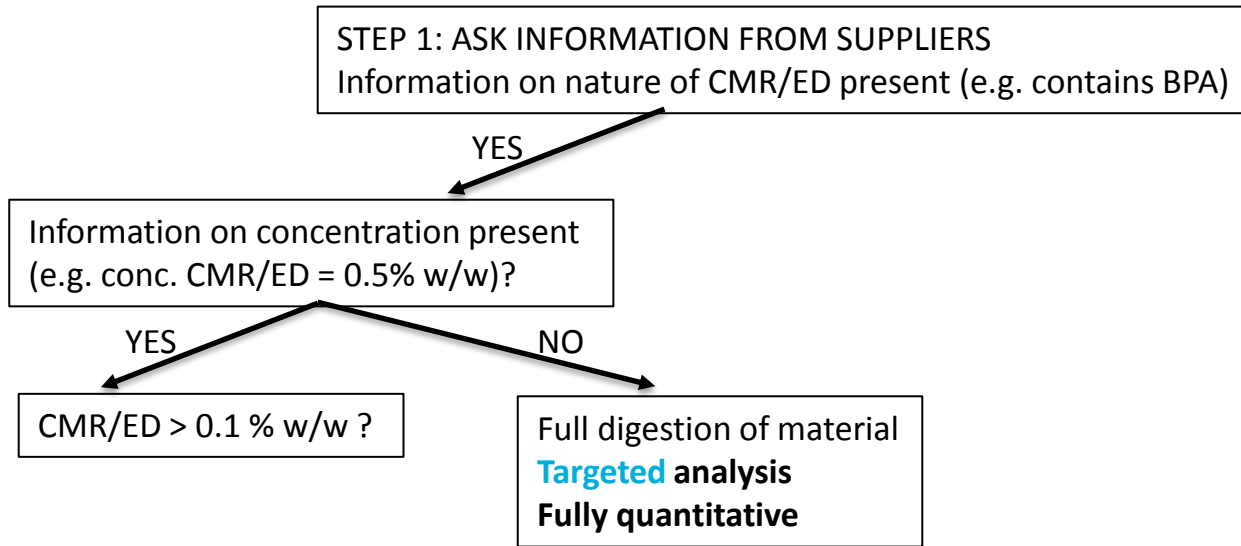 STEP 1: ASK INFORMATION FROM SUPPLIERS
Information on nature of CMR/ED present (e.g. contains BPA)
YES
Information on concentration present
(e.g. conc. CMR/ED = 0.5% w/w)?
YES
NO
CMR/ED > 0.1 % w/w ?
Full digestion of material
Targeted analysis
Fully quantitative